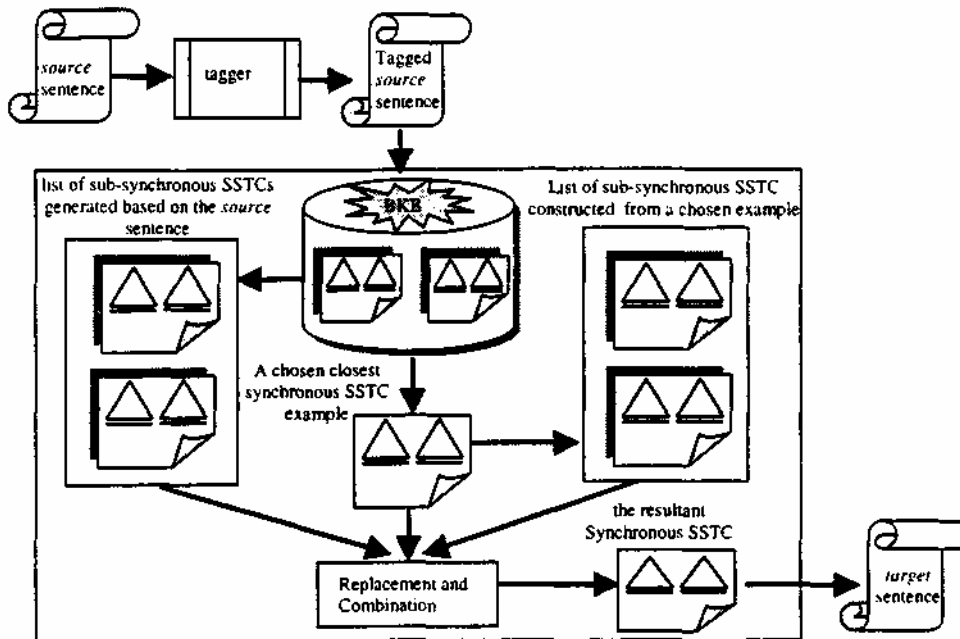 source
sentence
tagger
Tagged
source
sentence
list of sub-synchronous SSTCs
generated based on the source
sentence
BKB
List of sub-synchronous SSTC
constructed from a chosen example
A chosen closest
synchronous SSTC
example
the resultant
Synchronous SSTC
Replacement and
Combination
target
sentence